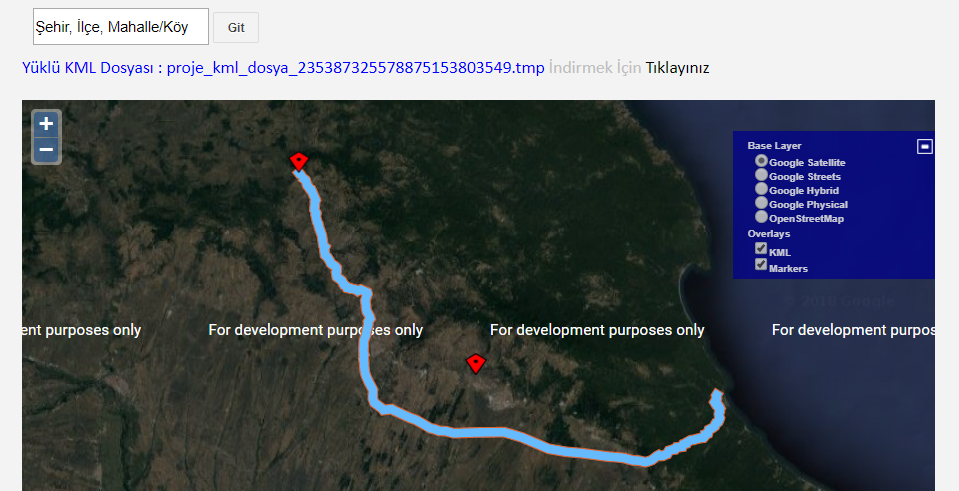 Şehir, İlçe, Mahalle/Köy Git
Yüklü KML Dosyası : proje_kml_dosya_235387325578875153803549.tmp İndirmek İçin Tıklayınız
+
−
Base Layer
Google Satellite
Google Streets
Google Hybrid
Google Physical
OpenStreetMap
Overlays
KML
Markers
© 2018 Google
ent purposes only For development purposes only For development purposes only For development purpos